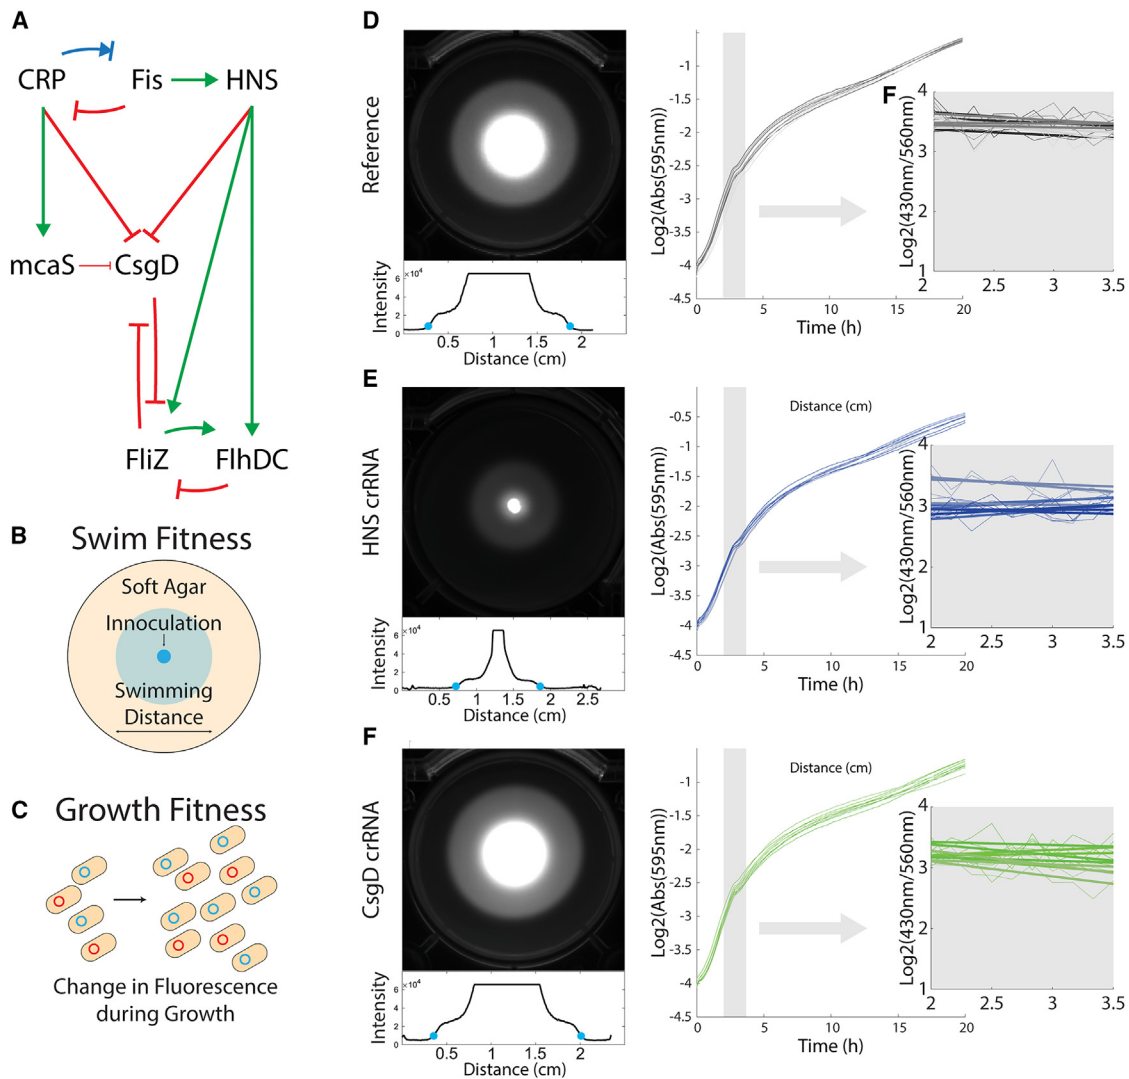 A
CRP
Fis
HNS
mcaS
CsgD
FliZ
FlhDC
B
Swim Fitness
Soft Agar
Innoculation
Swimming
Distance
C
Growth Fitness
Change in Fluorescence
during Growth
D
Reference
Intensity
×10⁴
6
4
2
0
0.5
1
1.5
2
Distance (cm)
Log2(Abs(595nm))
-1
-1.5
-2
-2.5
-3
-3.5
-4
-4.5
0
5
10
15
20
Time (h)
F
Log2(430nm/560nm)
4
3
2
1
2
2.5
3
3.5
E
HNS crRNA
Intensity
×10⁴
6
4
2
0
0.5
1
1.5
2
2.5
Distance (cm)
Distance (cm)
Log2(Abs(595nm))
-0.5
-1
-1.5
-2
-2.5
-3
-3.5
-4
-4.5
0
5
10
15
20
Time (h)
Log2(430nm/560nm)
4
3
2
1
2
2.5
3
3.5
F
CsgD crRNA
Intensity
×10⁴
6
4
2
0
0.5
1
1.5
2
Distance (cm)
Distance (cm)
Log2(Abs(595nm))
-1
-1.5
-2
-2.5
-3
-3.5
-4
-4.5
0
5
10
15
20
Time (h)
Log2(430nm/560nm)
4
3
2
1
2
2.5
3
3.5